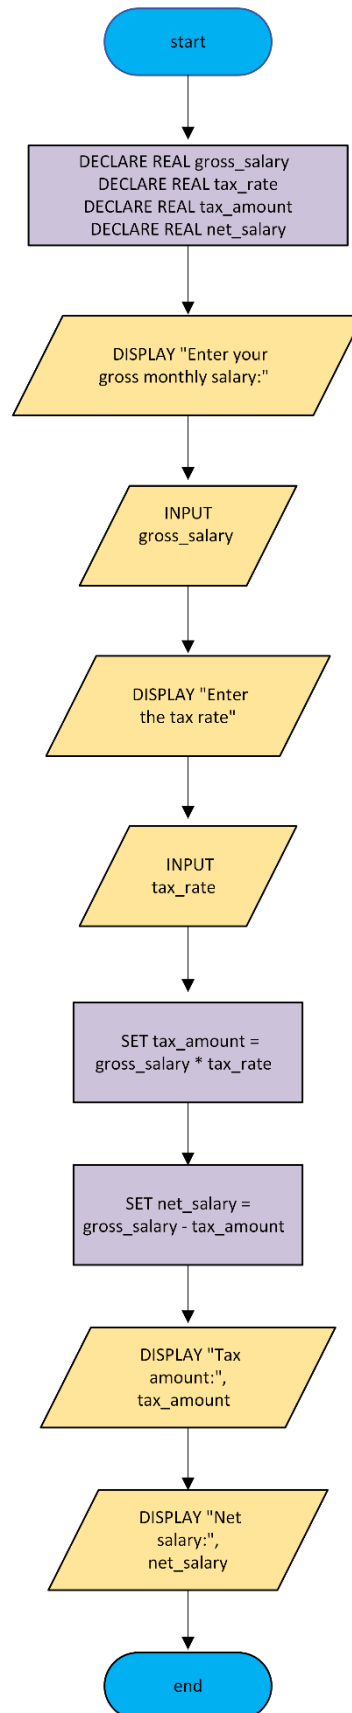 start
DECLARE REAL gross_salary
DECLARE REAL tax_rate
DECLARE REAL tax_amount
DECLARE REAL net_salary
DISPLAY "Enter your
gross monthly salary:"
INPUT
gross_salary
DISPLAY "Enter
the tax rate"
INPUT
tax_rate
SET tax_amount =
gross_salary * tax_rate
SET net_salary =
gross_salary - tax_amount
DISPLAY "Tax
amount:",
tax_amount
DISPLAY "Net
salary:",
net_salary
end